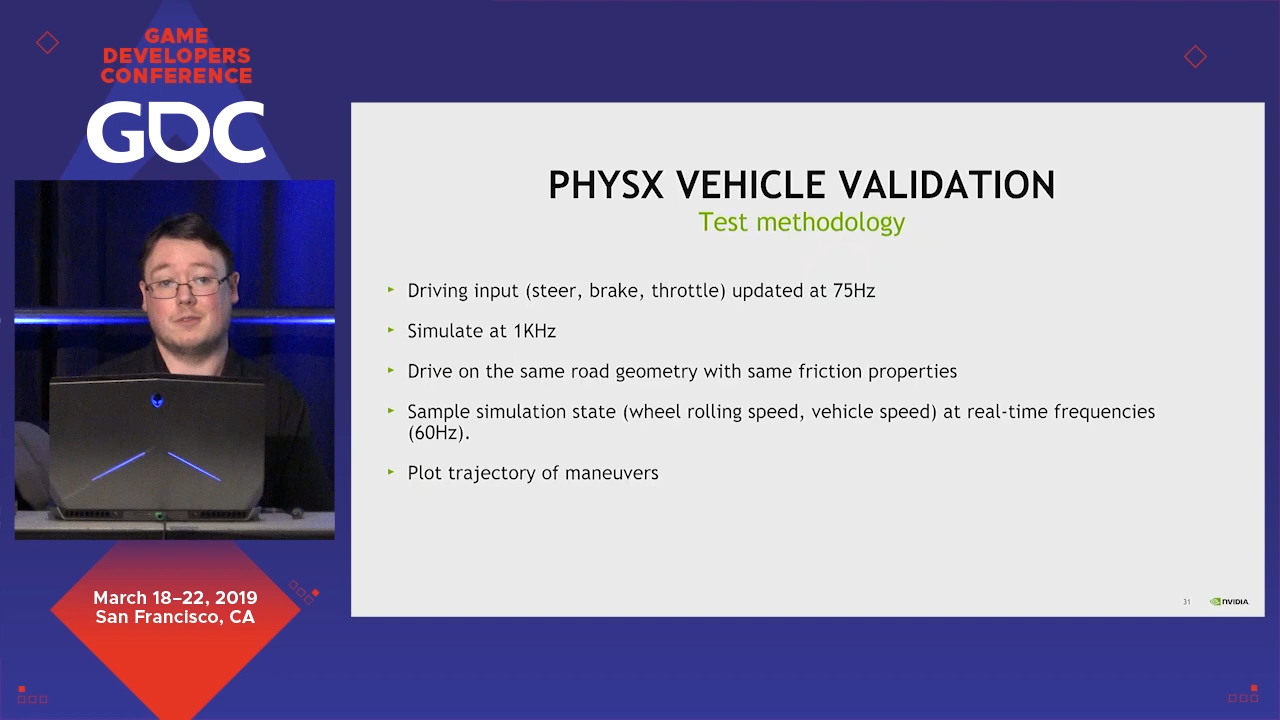 GAME
DEVELOPERS
CONFERENCE
GDC
March 18–22, 2019
San Francisco, CA
PHYSX VEHICLE VALIDATION
Test methodology
‣ Driving input (steer, brake, throttle) updated at 75Hz
‣ Simulate at 1KHz
‣ Drive on the same road geometry with same friction properties
‣ Sample simulation state (wheel rolling speed, vehicle speed) at real-time frequencies
(60Hz).
‣ Plot trajectory of maneuvers
31
NVIDIA